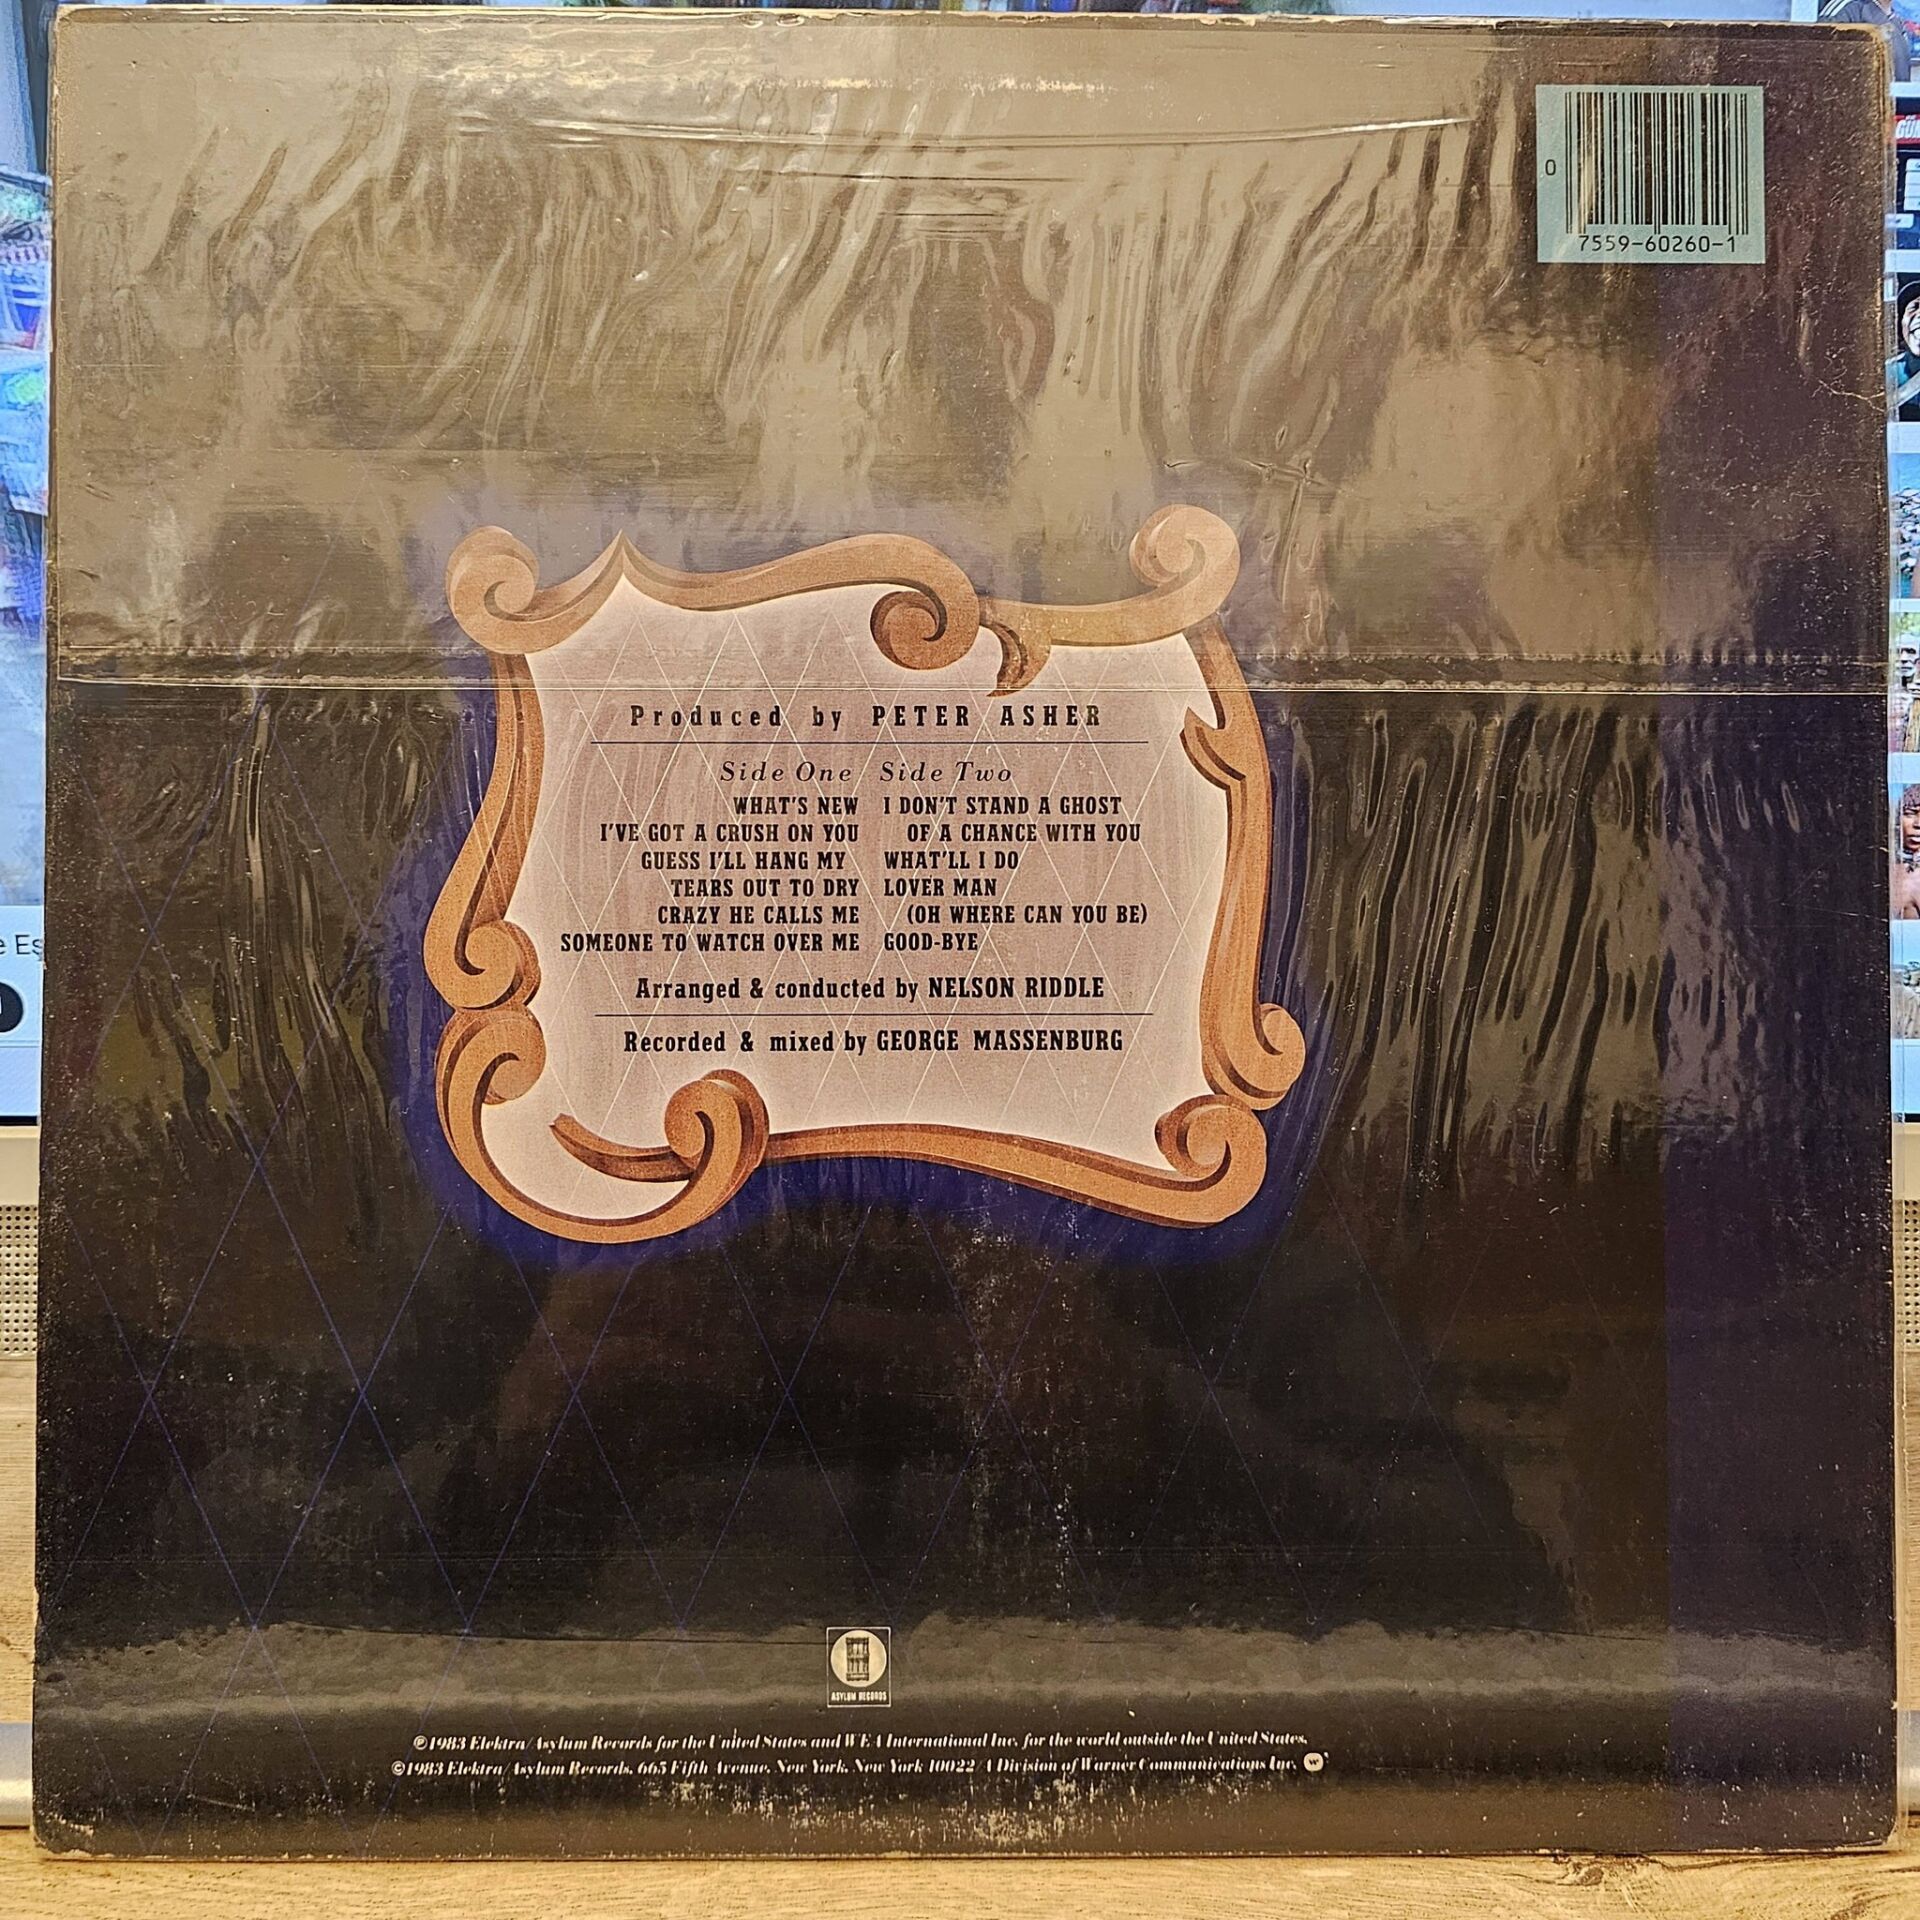 0
7559-60260-1
Produced by PETER ASHER
Side One Side Two
WHAT'S NEW
I'VE GOT A CRUSH ON YOU
GUESS I'LL HANG MY
TEARS OUT TO DRY
CRAZY HE CALLS ME
SOMEONE TO WATCH OVER ME
I DON'T STAND A GHOST
OF A CHANCE WITH YOU
WHAT'LL I DO
LOVER MAN
(OH WHERE CAN YOU BE)
GOOD-BYE
Arranged & conducted by NELSON RIDDLE
Recorded & mixed by GEORGE MASSENBURG
ASYLUM RECORDS
℗1983 Elektra/Asylum Records for the United States and WEA International Inc. for the world outside the United States.
©1983 Elektra/Asylum Records, 665 Fifth Avenue, New York, New York 10022/A Division of Warner Communications Inc.